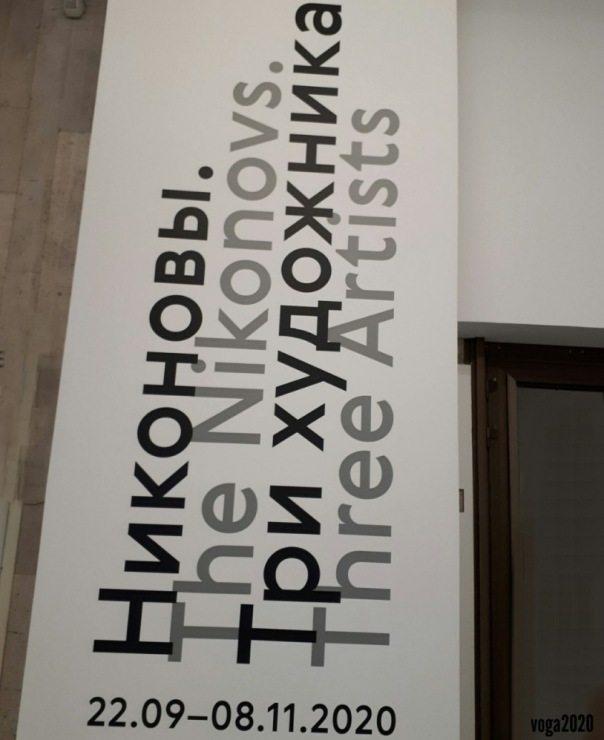 Никоновы.
The Nikonovs.
Три художника
Three Artists
22.09–08.11.2020
voga2020